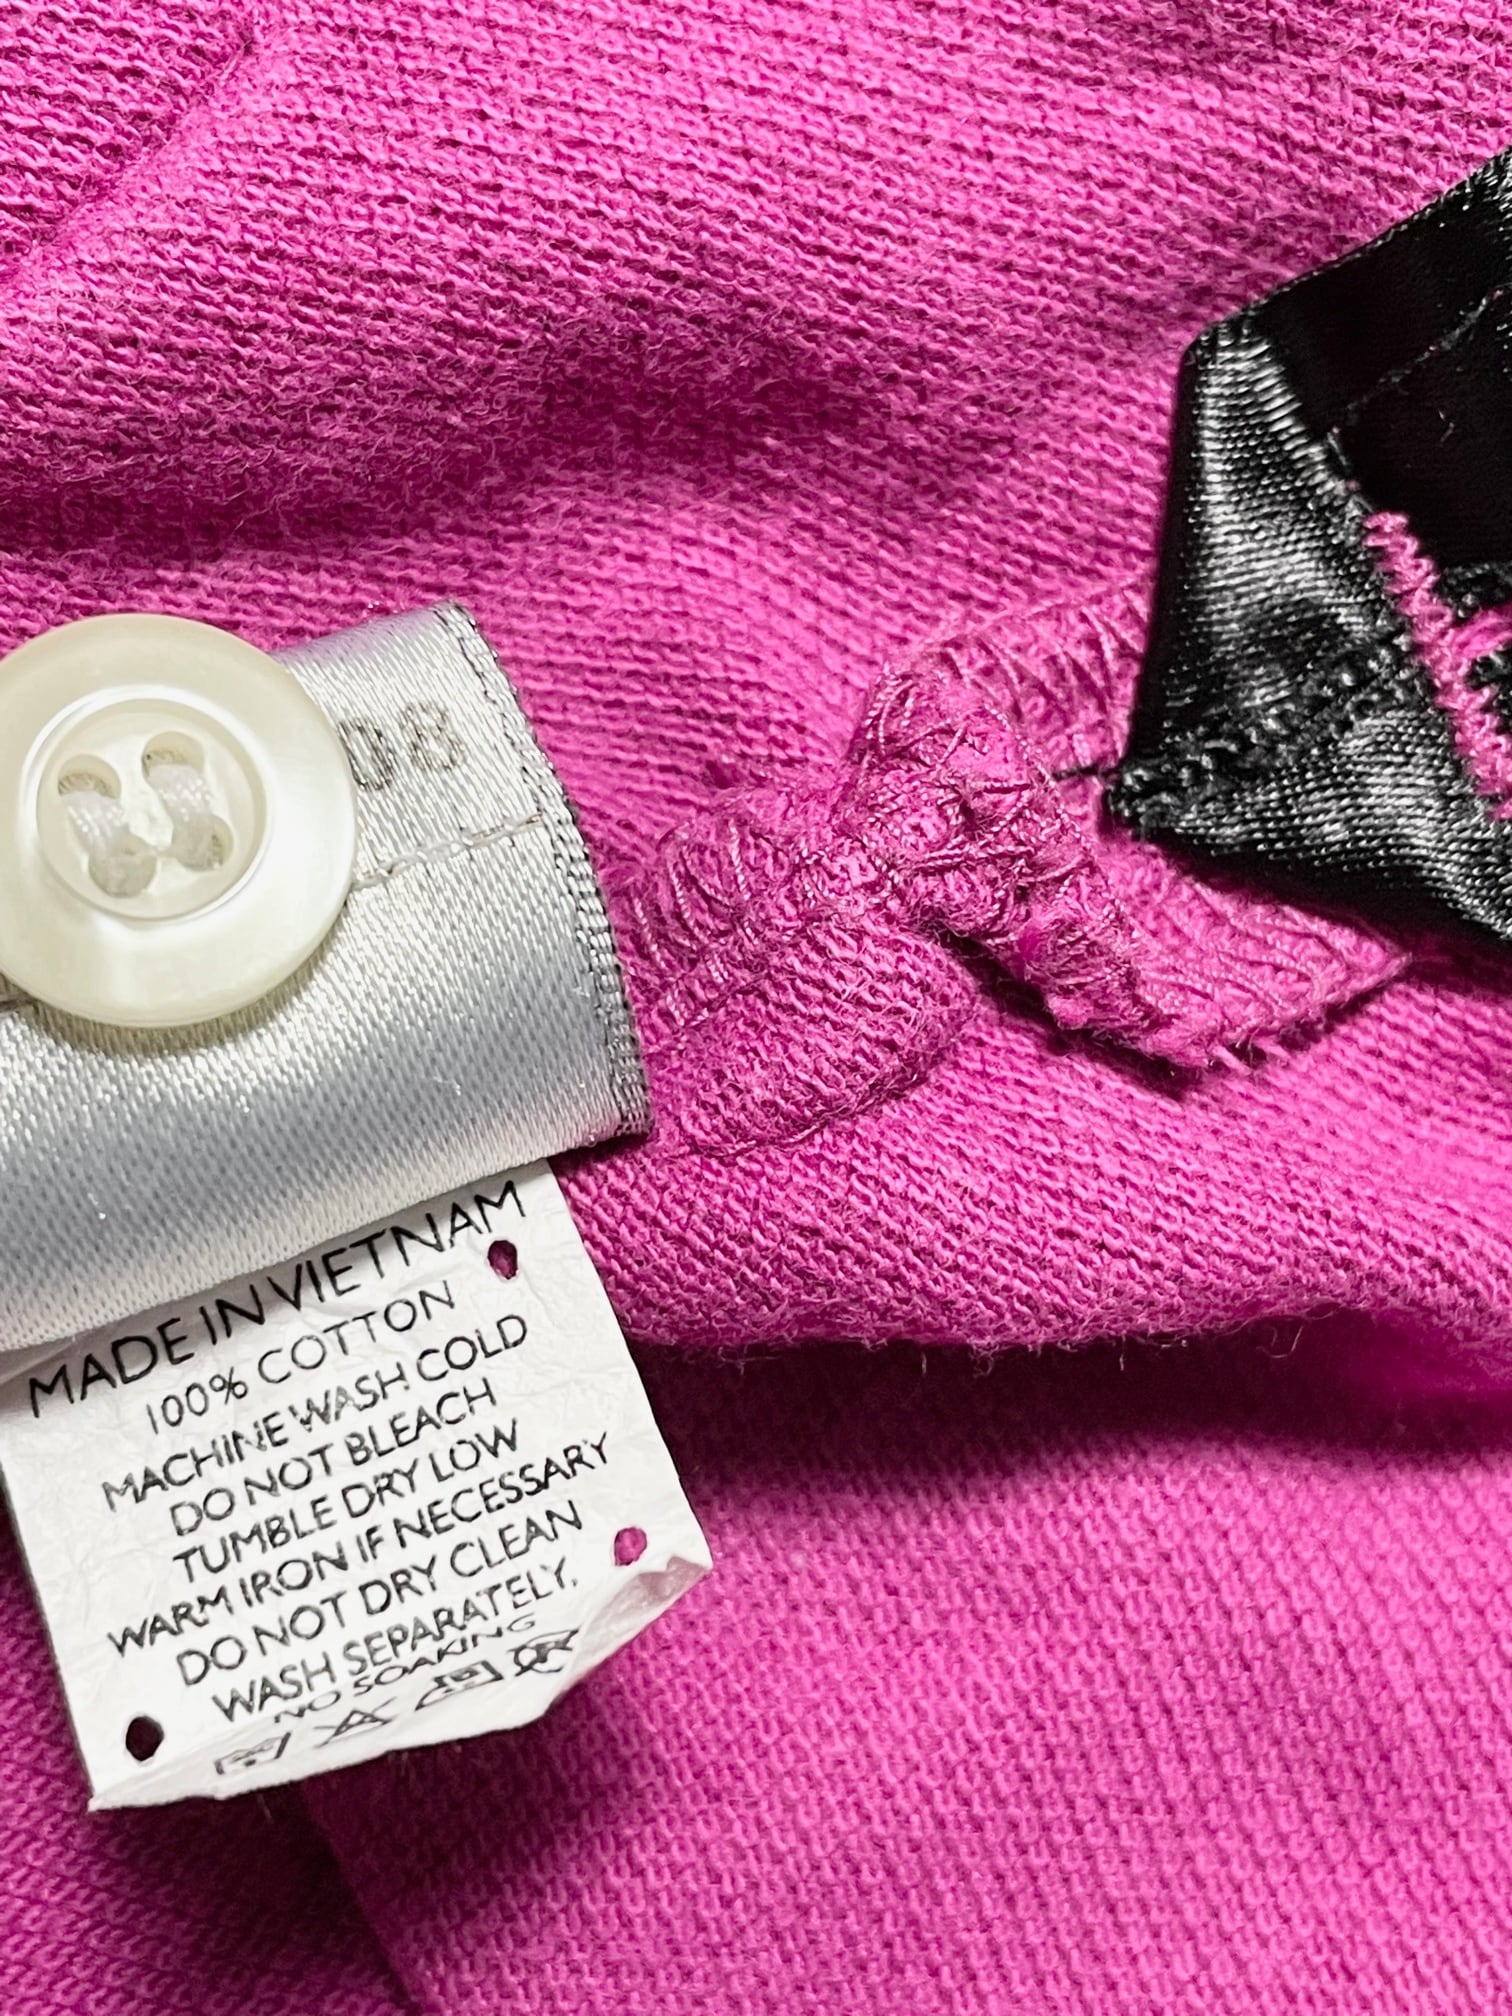 08
MADE IN VIETNAM
100% COTTON
MACHINE WASH COLD
DO NOT BLEACH
TUMBLE DRY LOW
WARM IRON IF NECESSARY
DO NOT DRY CLEAN
WASH SEPARATELY.
NO SOAKING